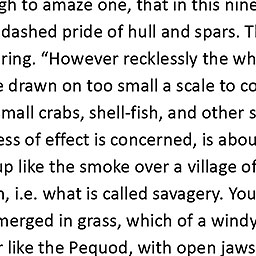 gh to amaze one, that in this nine
dashed pride of hull and spars. T
ring. “However recklessly the wh
drawn on too small a scale to co
mall crabs, shell-fish, and other s
ess of effect is concerned, is abou
up like the smoke over a village of
, i.e. what is called savagery. You
merged in grass, which of a windy
like the Pequod, with open jaws